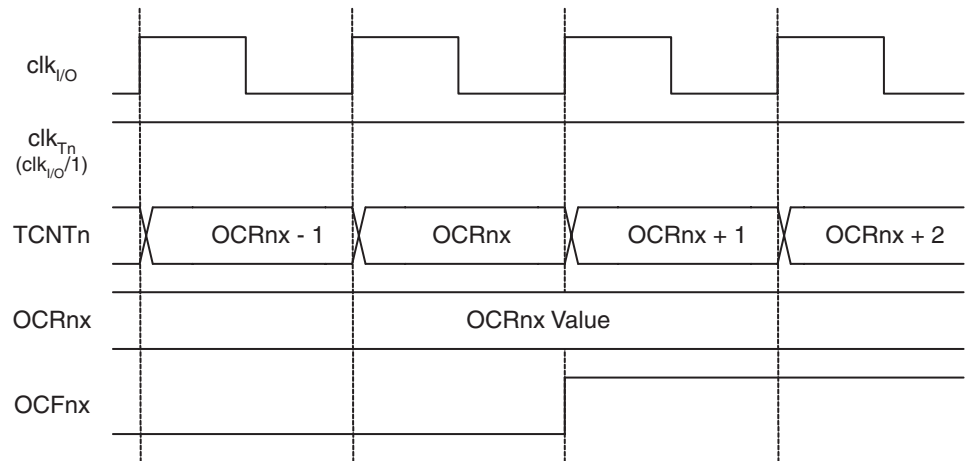 clkI/O
clkTn
(clkI/O/1)
TCNTn OCRnx - 1 OCRnx OCRnx + 1 OCRnx + 2
OCRnx OCRnx Value
OCFnx